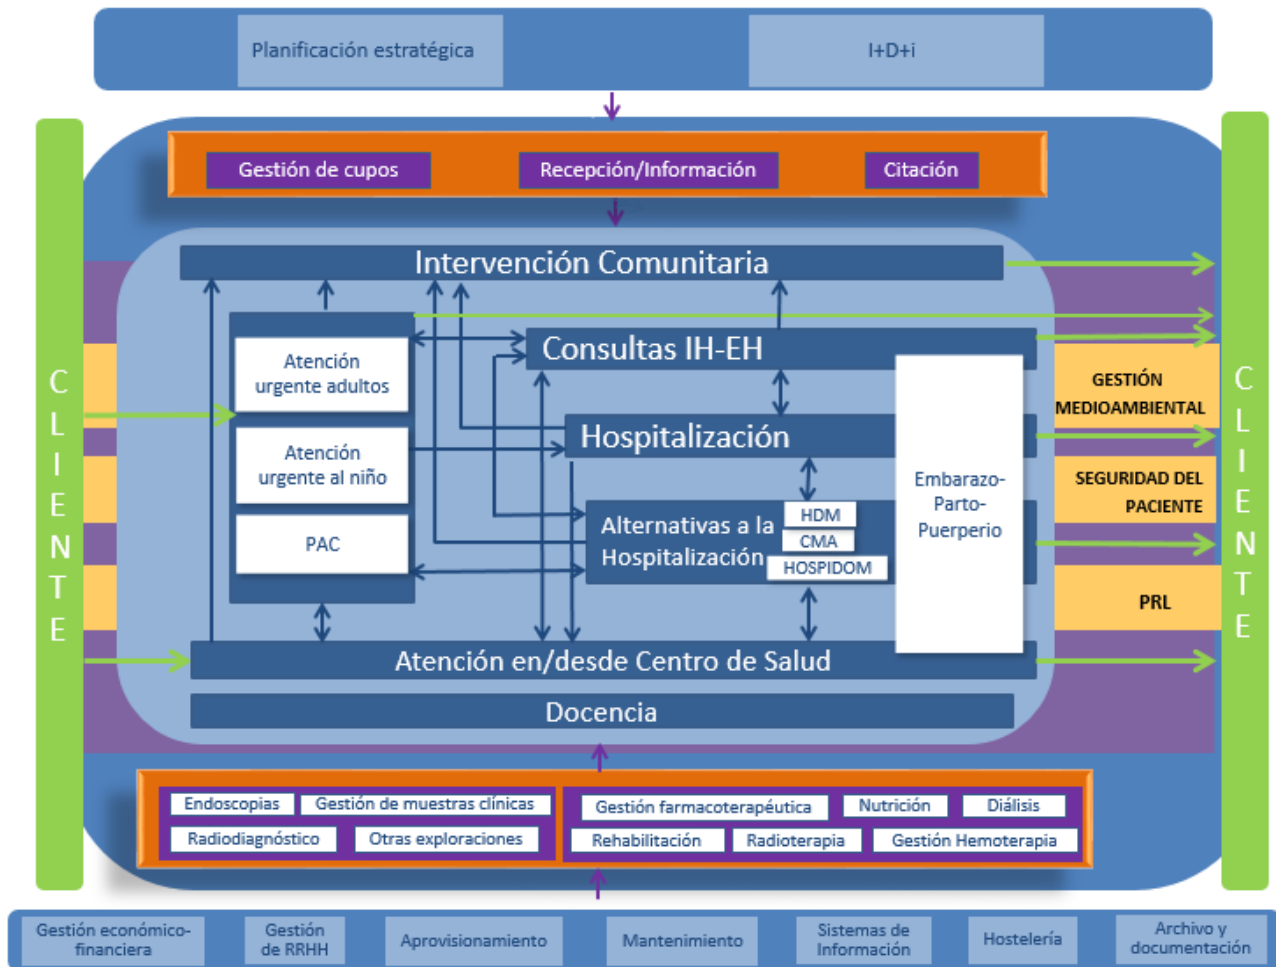 Planificación estratégica
I+D+i
Gestión de cupos
Recepción/Información
Citación
CLIENTE
Intervención Comunitaria
Atención
urgente adultos
Atención
urgente al niño
PAC
Consultas IH-EH
Hospitalización
Alternativas a la
Hospitalización
HDM
CMA
HOSPIDOM
Embarazo-
Parto-
Puerperio
GESTIÓN
MEDIOAMBIENTAL
SEGURIDAD DEL
PACIENTE
PRL
CLIENTE
Atención en/desde Centro de Salud
Docencia
Endoscopias
Gestión de muestras clínicas
Radiodiagnóstico
Otras exploraciones
Gestión farmacoterapéutica
Nutrición
Diálisis
Rehabilitación
Radioterapia
Gestión Hemoterapia
Gestión económico-
financiera
Gestión
de RRHH
Aprovisionamiento
Mantenimiento
Sistemas de
Información
Hostelería
Archivo y
documentación